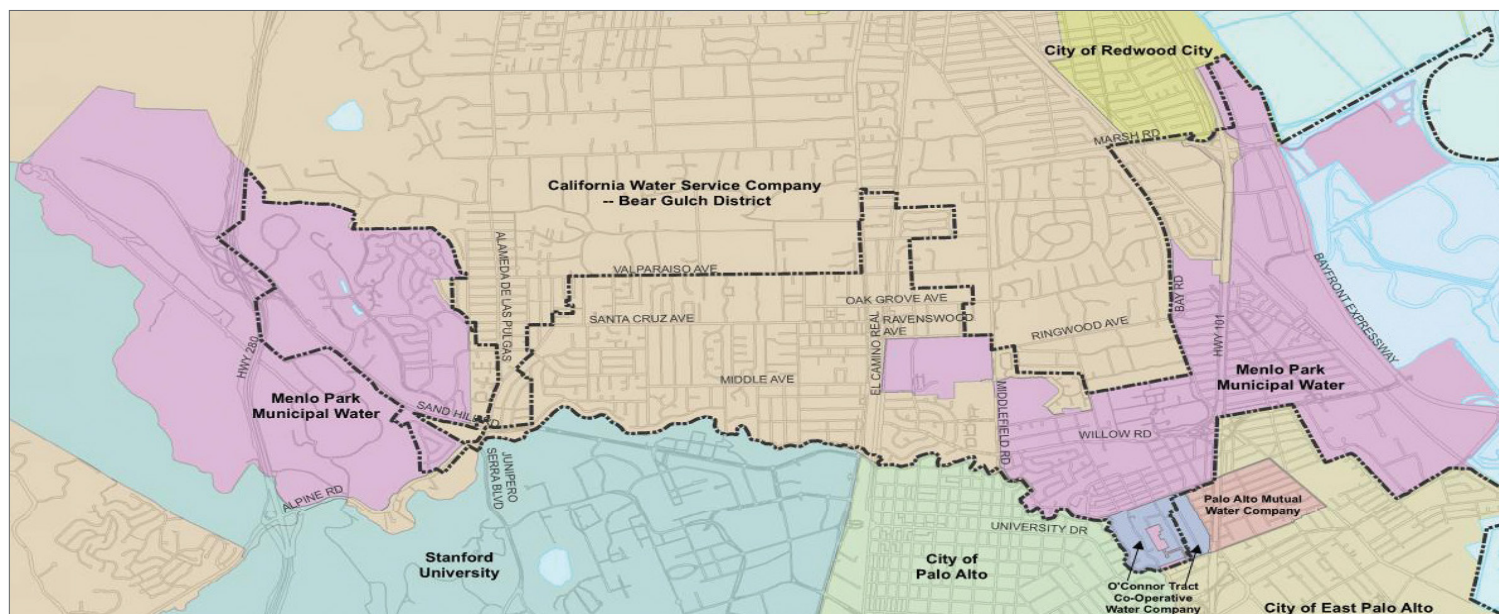 City of Redwood City
MARSH RD
California Water Service Company
-- Bear Gulch District
ALAMEDA DE LAS PULGAS
VALPARAISO AVE
BAYFRONT EXPRESSWAY
BAY RD
HWY 101
OAK GROVE AVE
SANTA CRUZ AVE
EL CAMINO REAL
RAVENSWOOD
AVE
RINGWOOD AVE
HWY 280
Menlo Park
Municipal Water
MIDDLE AVE
Menlo Park
Municipal Water
SAND HILL RD
MIDDLEFIELD RD
WILLOW RD
JUNIPERO
SERRA BLVD
ALPINE RD
Palo Alto Mutual
Water Company
UNIVERSITY DR
Stanford
University
City of
Palo Alto
O'Connor Tract
Co-Operative
Water Company
City of East Palo Alto